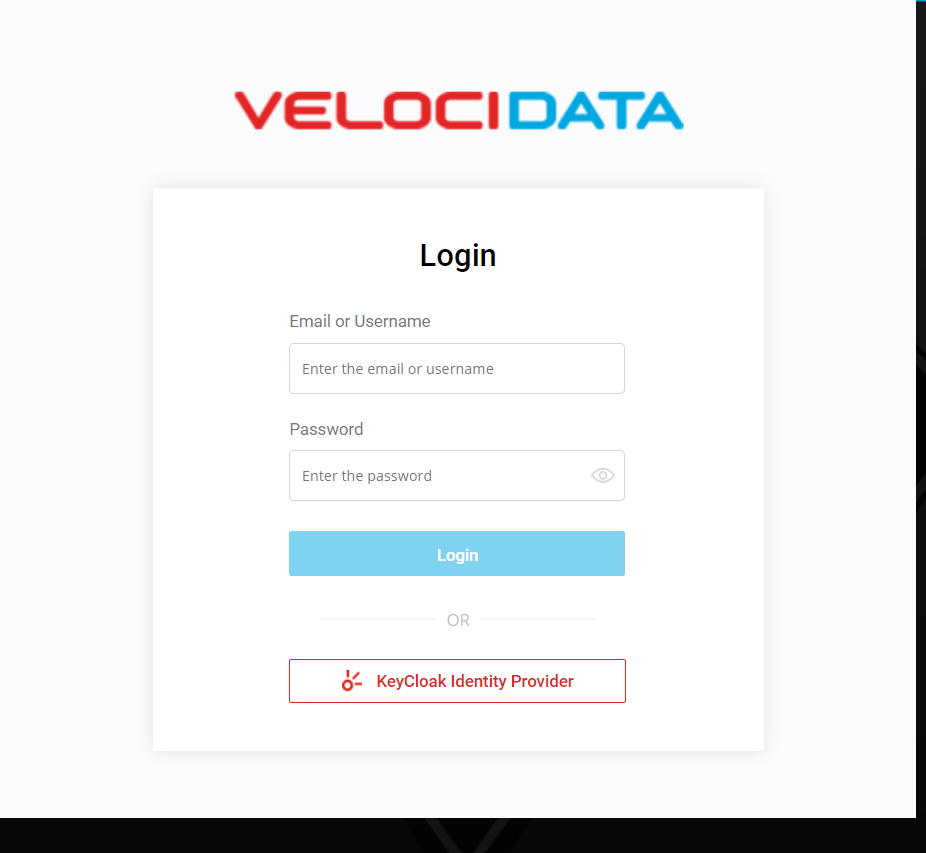 VELOCIDATA
Login
Email or Username
Enter the email or username
Password
Enter the password
Login
OR
KeyCloak Identity Provider